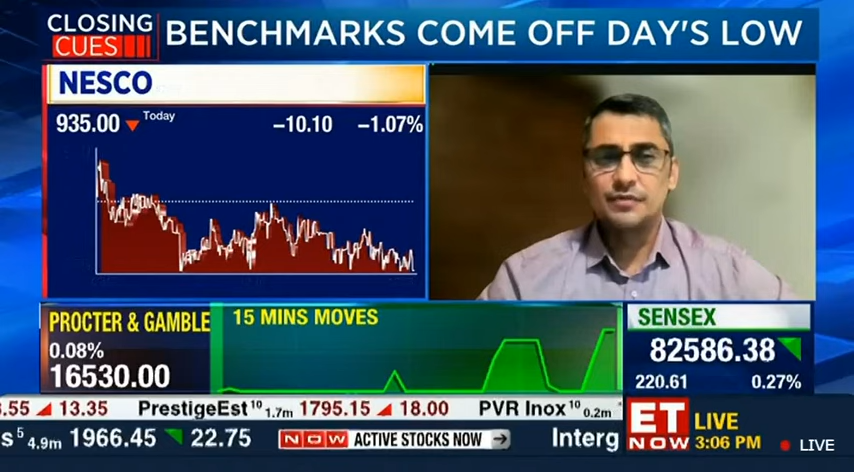 CLOSING
CUES
BENCHMARKS COME OFF DAY'S LOW
NESCO
935.00 Today -10.10 -1.07%
PROCTER & GAMBLE
0.08%
16530.00
15 MINS MOVES
SENSEX
82586.38
220.61 0.27%
.55 13.35 PrestigeEst 10 1.7m 1795.15 18.00 PVR Inox 10 0.2m
s 5 4.9m 1966.45 22.75 NOW ACTIVE STOCKS NOW Interg
ET
NOW
LIVE
3:06 PM
LIVE